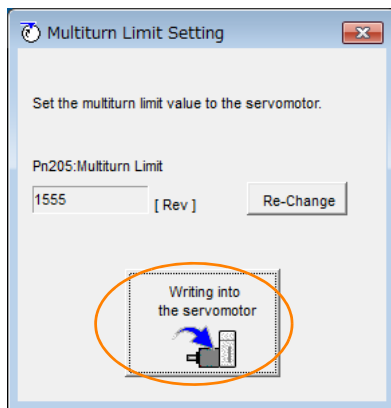 Multiturn Limit Setting
Set the multiturn limit value to the servomotor.
Pn205:Multiturn Limit
1555 [ Rev ] Re-Change
Writing into
the servomotor